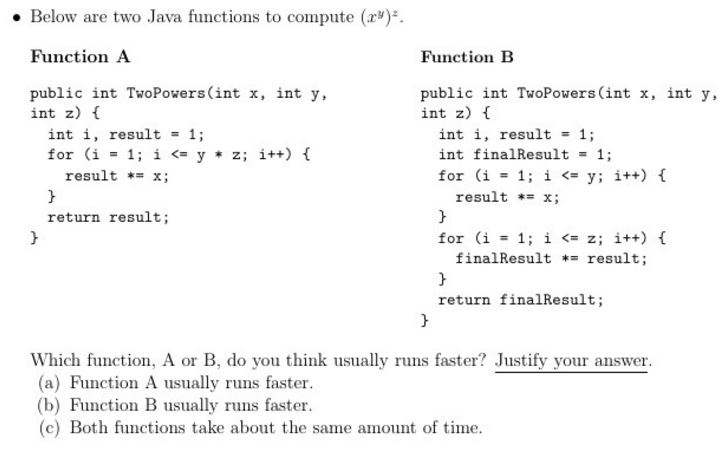 • Below are two Java functions to compute (x^y)^z.
Function A
public int TwoPowers(int x, int y,
int z) {
int i, result = 1;
for (i = 1; i <= y * z; i++) {
result *= x;
}
return result;
}
Function B
public int TwoPowers(int x, int y,
int z) {
int i, result = 1;
int finalResult = 1;
for (i = 1; i <= y; i++) {
result *= x;
}
for (i = 1; i <= z; i++) {
finalResult *= result;
}
return finalResult;
}
Which function, A or B, do you think usually runs faster? Justify your answer.
(a) Function A usually runs faster.
(b) Function B usually runs faster.
(c) Both functions take about the same amount of time.